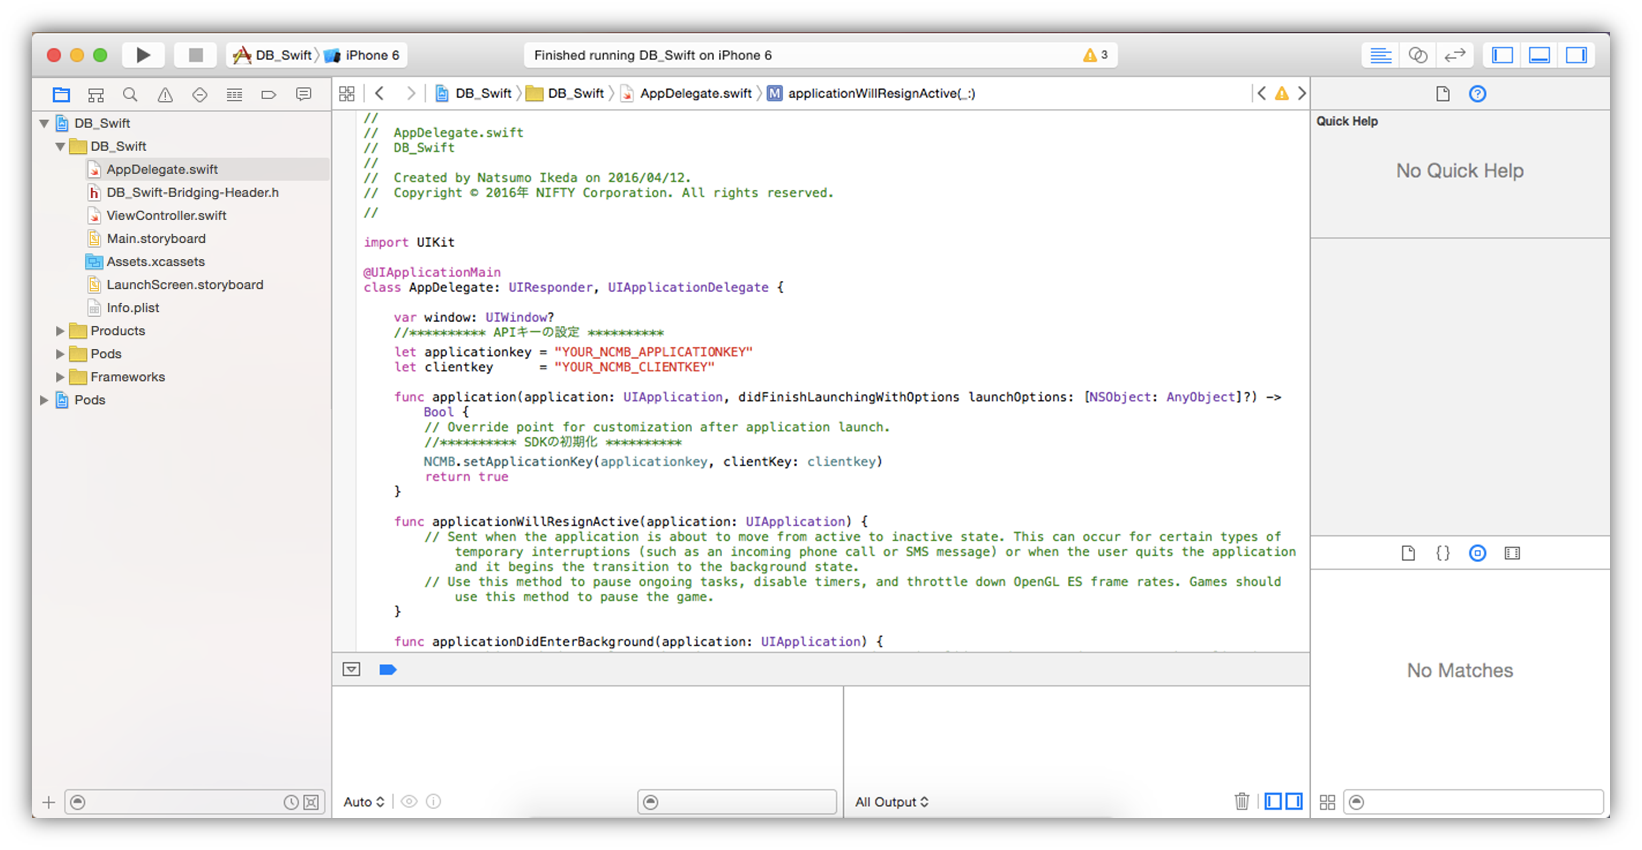 DB_Swift iPhone 6
Finished running DB_Swift on iPhone 6
3
DB_Swift DB_Swift AppDelegate.swift M applicationWillResignActive(_:)
DB_Swift
DB_Swift
AppDelegate.swift
DB_Swift-Bridging-Header.h
ViewController.swift
Main.storyboard
Assets.xcassets
LaunchScreen.storyboard
Info.plist
Products
Pods
Frameworks
Pods
//
//  AppDelegate.swift
//  DB_Swift
//
//  Created by Natsumo Ikeda on 2016/04/12.
//  Copyright © 2016年 NIFTY Corporation. All rights reserved.
//
import UIKit
@UIApplicationMain
class AppDelegate: UIResponder, UIApplicationDelegate {
var window: UIWindow?
//********** APIキーの設定 **********
let applicationkey = "YOUR_NCMB_APPLICATIONKEY"
let clientkey      = "YOUR_NCMB_CLIENTKEY"
func application(application: UIApplication, didFinishLaunchingWithOptions launchOptions: [NSObject: AnyObject]?) ->
Bool {
// Override point for customization after application launch.
//********** SDKの初期化 **********
NCMB.setApplicationKey(applicationkey, clientKey: clientkey)
return true
}
func applicationWillResignActive(application: UIApplication) {
// Sent when the application is about to move from active to inactive state. This can occur for certain types of
temporary interruptions (such as an incoming phone call or SMS message) or when the user quits the application
and it begins the transition to the background state.
// Use this method to pause ongoing tasks, disable timers, and throttle down OpenGL ES frame rates. Games should
use this method to pause the game.
}
func applicationDidEnterBackground(application: UIApplication) {
Quick Help
No Quick Help
{}
No Matches
Auto
All Output